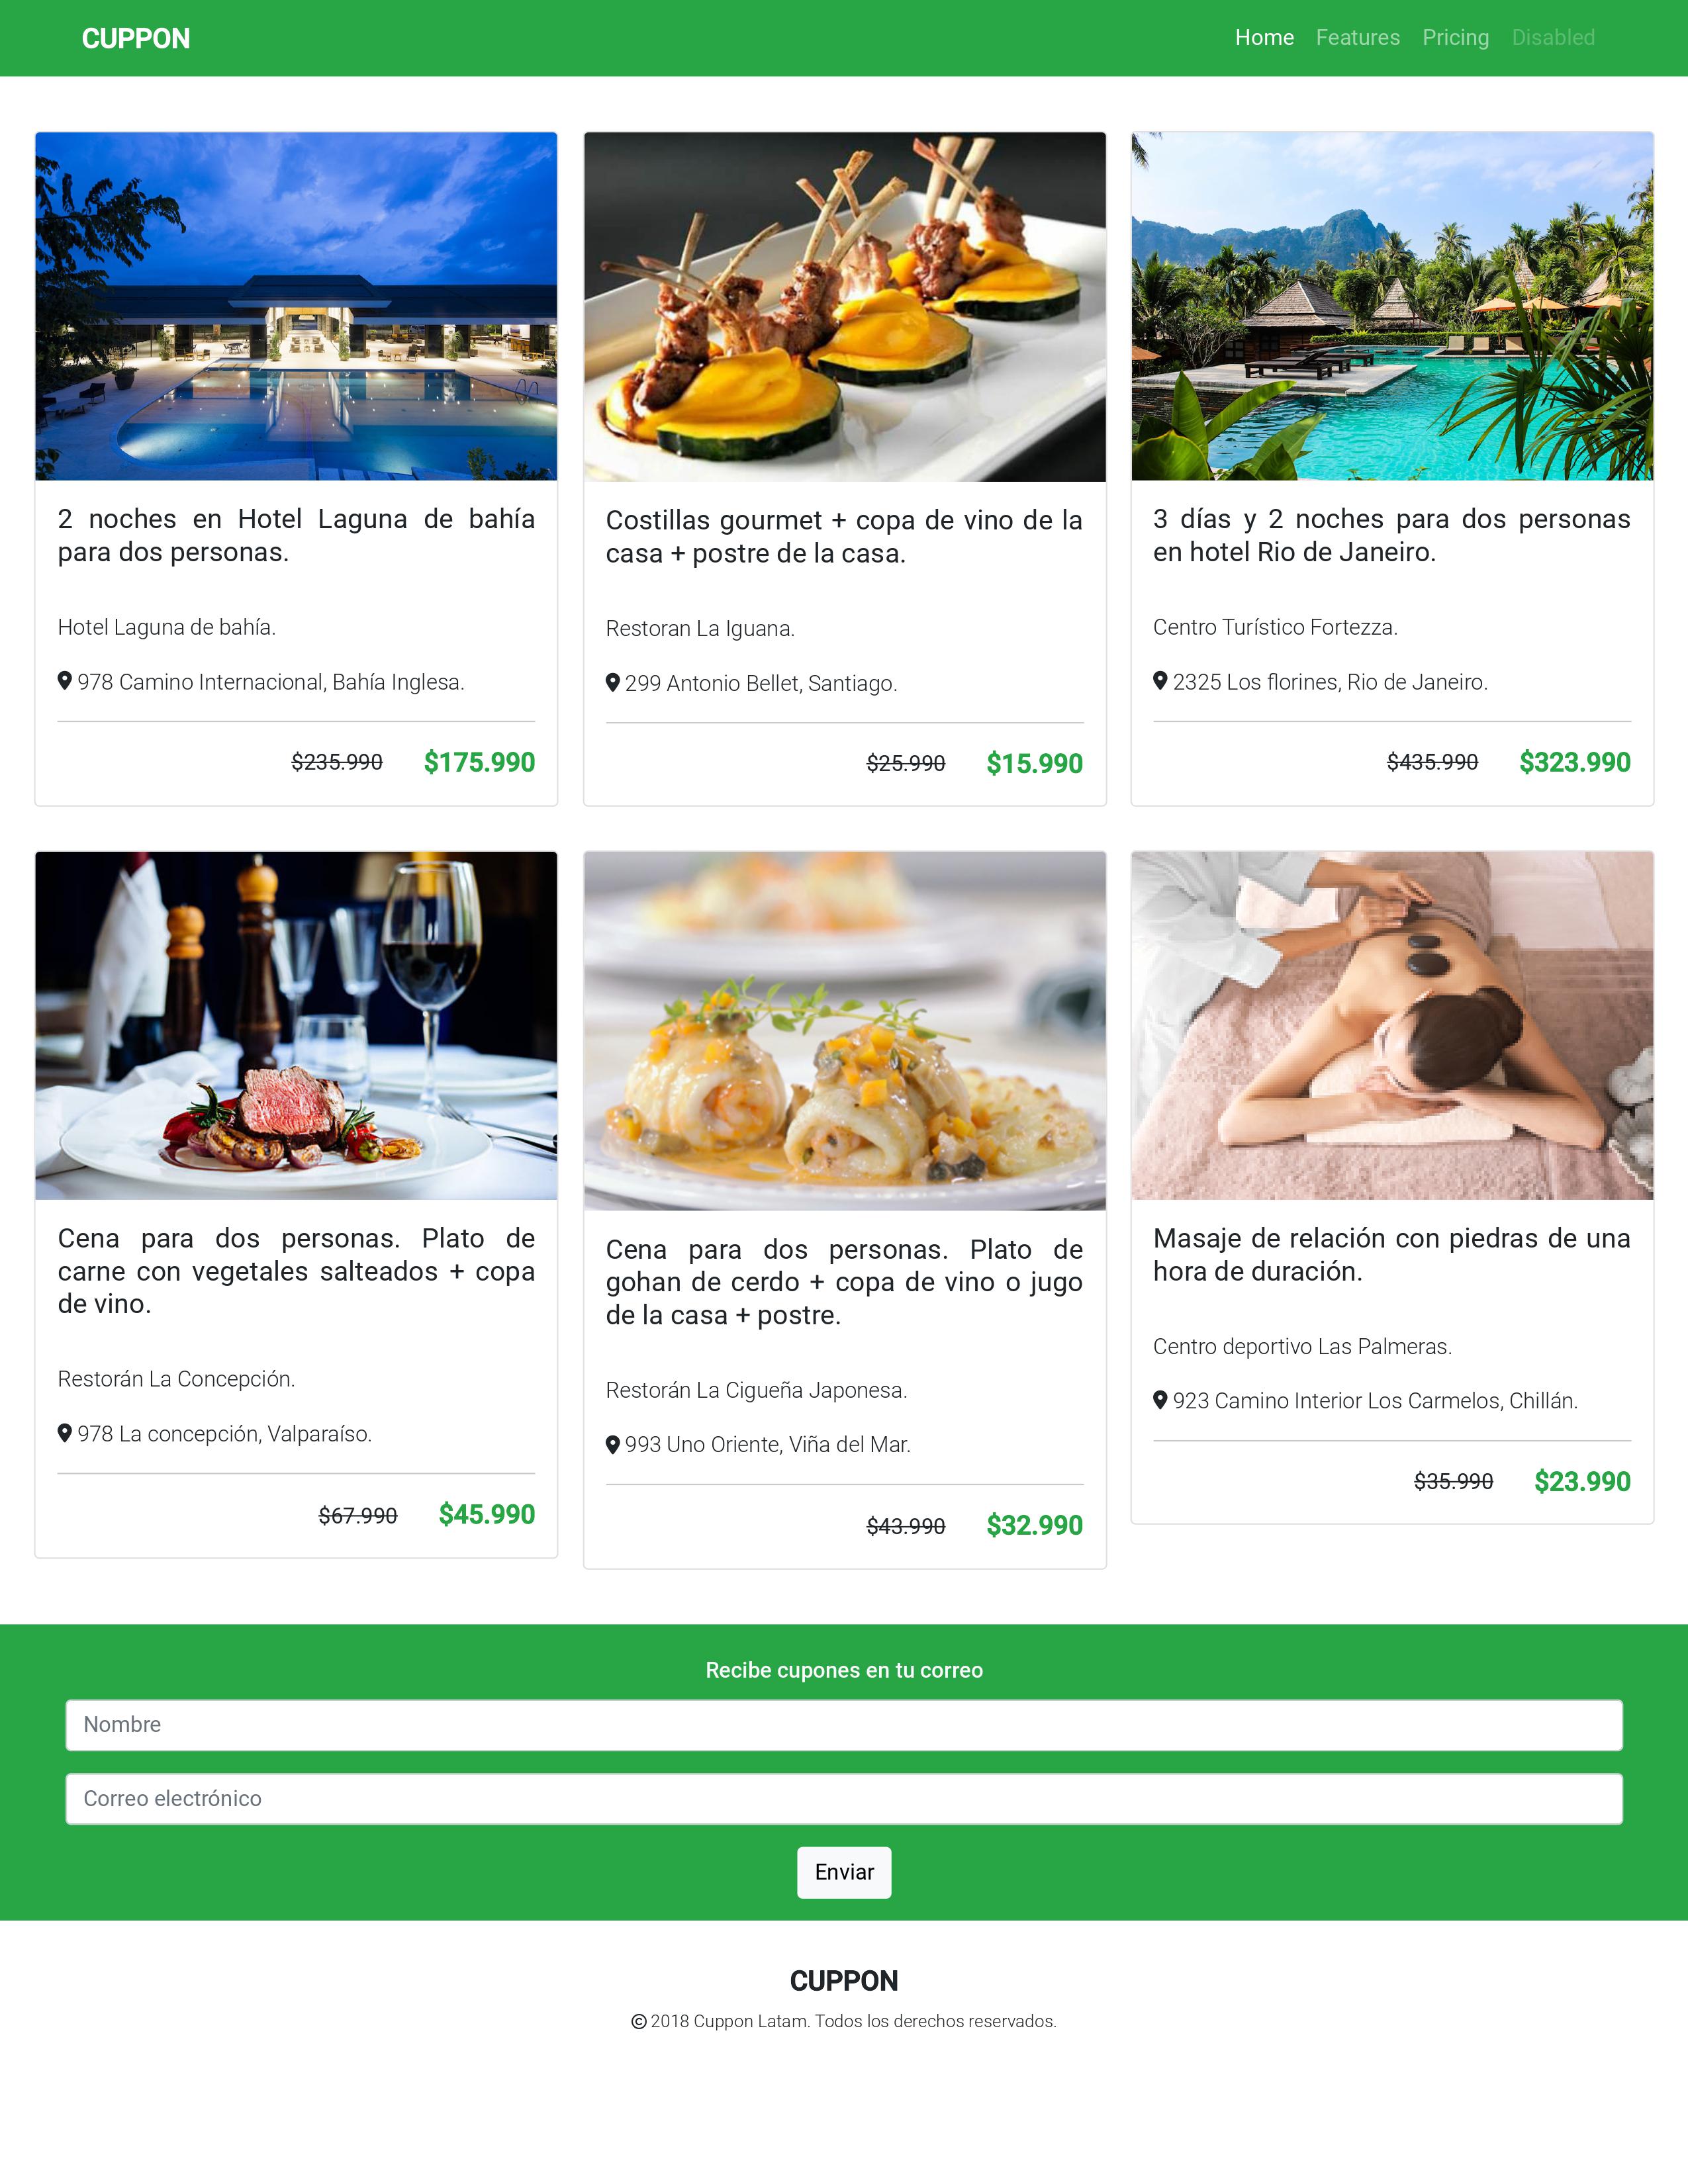 CUPPON
Home Features Pricing Disabled
2 noches en Hotel Laguna de bahía
para dos personas.
Hotel Laguna de bahía.
978 Camino Internacional, Bahía Inglesa.
$235.990 $175.990
Costillas gourmet + copa de vino de la
casa + postre de la casa.
Restoran La Iguana.
299 Antonio Bellet, Santiago.
$25.990 $15.990
3 días y 2 noches para dos personas
en hotel Rio de Janeiro.
Centro Turístico Fortezza.
2325 Los florines, Rio de Janeiro.
$435.990 $323.990
Cena para dos personas. Plato de
carne con vegetales salteados + copa
de vino.
Restorán La Concepción.
978 La concepción, Valparaíso.
$67.990 $45.990
Cena para dos personas. Plato de
gohan de cerdo + copa de vino o jugo
de la casa + postre.
Restorán La Cigueña Japonesa.
993 Uno Oriente, Viña del Mar.
$43.990 $32.990
Masaje de relación con piedras de una
hora de duración.
Centro deportivo Las Palmeras.
923 Camino Interior Los Carmelos, Chillán.
$35.990 $23.990
Recibe cupones en tu correo
Nombre
Correo electrónico
Enviar
CUPPON
© 2018 Cuppon Latam. Todos los derechos reservados.